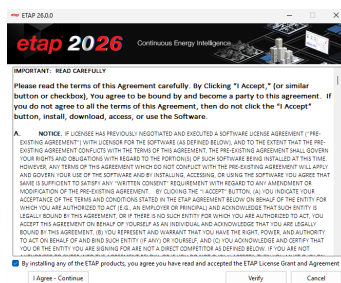 etap ETAP 26.0.0
etap 2026 Continuous Energy Intelligence
IMPORTANT: READ CAREFULLY
Please read the terms of this Agreement carefully. By Clicking "I Accept," [or similar
button or checkbox], You agree to be bound by and become a party to this agreement. If
you do not agree to all the terms of this Agreement, then do not click the "I Accept"
button, install, download, access, or use the Software.
A. NOTICE. IF LICENSEE HAS PREVIOUSLY NEGOTIATED AND EXECUTED A SOFTWARE LICENSE AGREEMENT ("PRE-
EXISTING AGREEMENT") WITH LICENSOR FOR THE SOFTWARE (AS DEFINED BELOW), AND TO THE EXTENT THAT THE PRE-
EXISTING AGREEMENT CONFLICTS WITH THE TERMS OF THIS AGREEMENT, THE PRE-EXISTING AGREEMENT SHALL GOVERN
YOUR RIGHTS AND OBLIGATIONS WITH REGARD TO THE PORTION(S) OF SUCH SOFTWARE BEING INSTALLED AT THIS TIME.
HOWEVER, ANY TERMS OF THIS AGREEMENT WHICH DO NOT CONFLICT WITH THE PRE-EXISTING AGREEMENT WILL APPLY
AND GOVERN YOUR USE OF THE SOFTWARE AND BY INSTALLING, ACCESSING, OR USING THE SOFTWARE YOU AGREE THAT
SAME IS SUFFICIENT TO SATISFY ANY "WRITTEN CONSENT" REQUIREMENT WITH REGARD TO ANY AMENDMENT OR
MODIFICATION OF THE PRE-EXISTING AGREEMENT. BY CLICKING THE "I ACCEPT" BUTTON, (A) YOU INDICATE YOUR
ACCEPTANCE OF THE TERMS AND CONDITIONS STATED IN THE ETAP AGREEMENT BELOW ON BEHALF OF THE ENTITY FOR
WHICH YOU ARE AUTHORIZED TO ACT (E.G., AN EMPLOYER OR PRINCIPAL) AND ACKNOWLEDGE THAT SUCH ENTITY IS
LEGALLY BOUND BY THIS AGREEMENT, OR IF THERE IS NO SUCH ENTITY FOR WHICH YOU ARE AUTHORIZED TO ACT, YOU
ACCEPT THIS AGREEMENT ON BEHALF OF YOURSELF AS AN INDIVIDUAL AND ACKNOWLEDGE THAT YOU ARE LEGALLY
BOUND BY THIS AGREEMENT, (B) YOU REPRESENT AND WARRANT THAT YOU HAVE THE RIGHT, POWER, AND AUTHORITY
TO ACT ON BEHALF OF AND BIND SUCH ENTITY (IF ANY) OR YOURSELF, AND (C) YOU ACKNOWLEDGE AND CERTIFY THAT
YOU OR THE ENTITY YOU ARE SIGNING FOR ARE NOT A DIRECT COMPETITOR AS DEFINED BELOW. IF YOU ARE NOT
By installing any of the ETAP products, you agree you have read and accepted the ETAP License Grant and Agreement
I Agree - Continue Verify Cancel